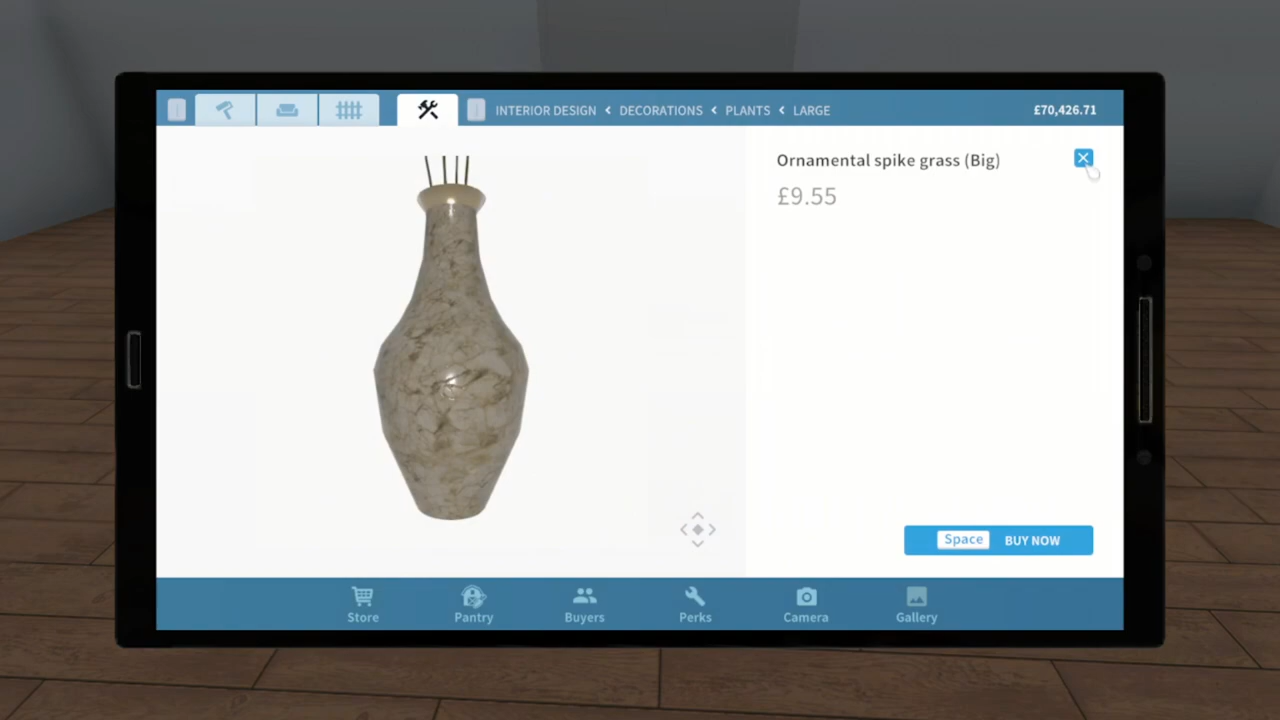 INTERIOR DESIGN < DECORATIONS < PLANTS < LARGE
£70,426.71
Ornamental spike grass (Big)
£9.55
Space BUY NOW
Store
Pantry
Buyers
Perks
Camera
Gallery